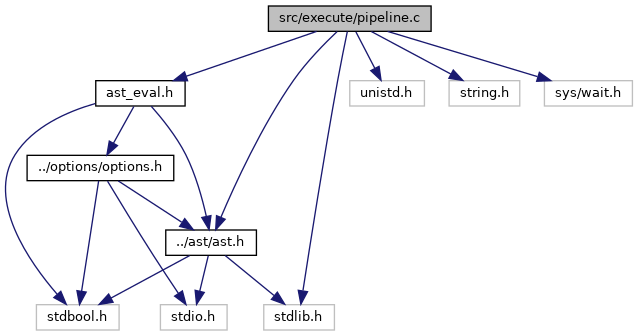 src/execute/pipeline.c
ast_eval.h
unistd.h
string.h
sys/wait.h
../options/options.h
../ast/ast.h
stdbool.h
stdio.h
stdlib.h